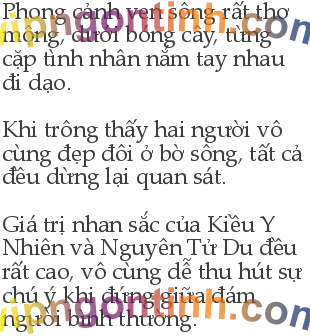 Phong cảnh ven sông rất thơ
mộng, dưới bóng cây, từng
cặp tình nhân nắm tay nhau
đi dạo.

Khi trông thấy hai người vô
cùng đẹp đôi ở bờ sông, tất cả
đều dừng lại quan sát.

Giá trị nhan sắc của Kiều Y
Nhiên và Nguyên Tử Du đều
rất cao, vô cùng dễ thu hút sự
chú ý khi đứng giữa đám
người bình thường.
vipngontinh.com
vipngontinh.com